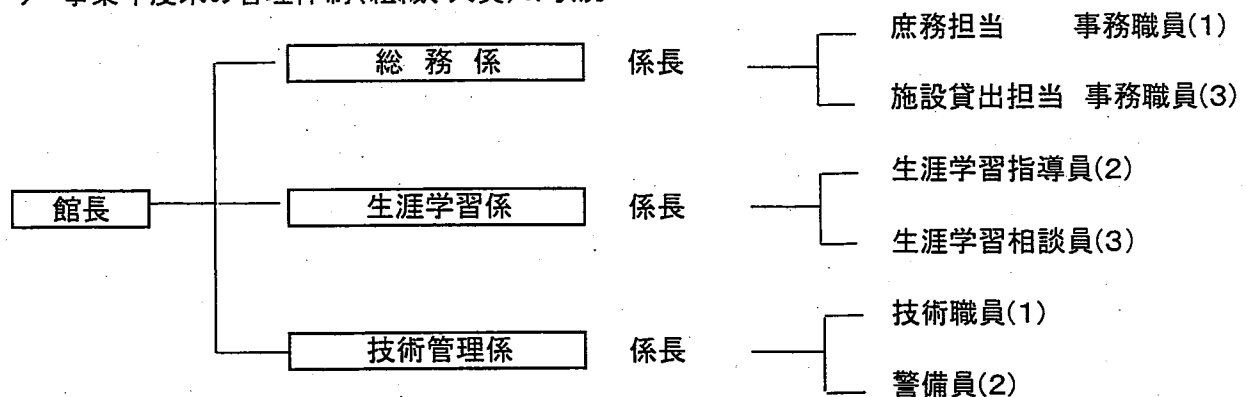 庶務担当 事務職員(1)
総務係 係長
施設貸出担当 事務職員(3)
生涯学習指導員(2)
館長 生涯学習係 係長
生涯学習相談員(3)
技術職員(1)
技術管理係 係長
警備員(2)